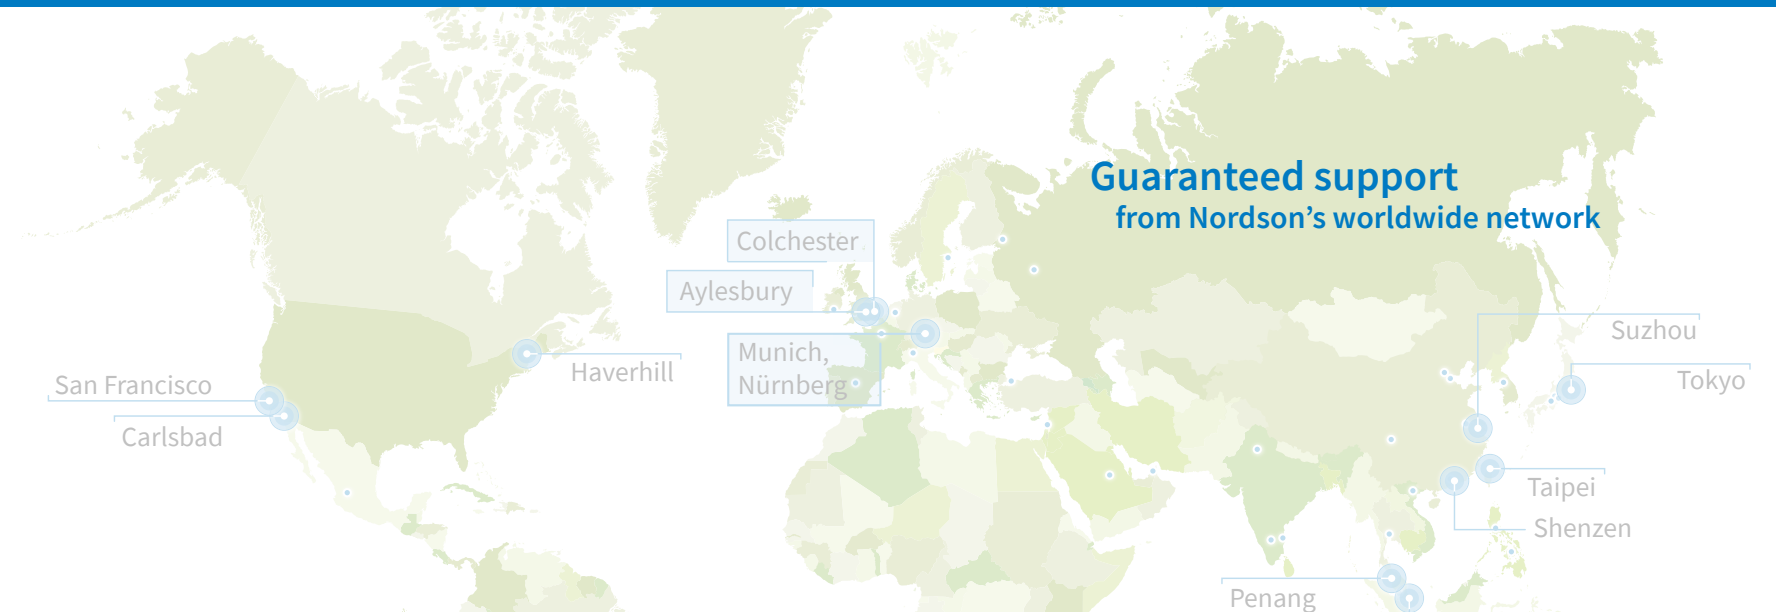 Guaranteed support
from Nordson's worldwide network
Colchester
Aylesbury
Munich,
Nürnberg
Haverhill
San Francisco
Carlsbad
Suzhou
Tokyo
Taipei
Shenzen
Penang